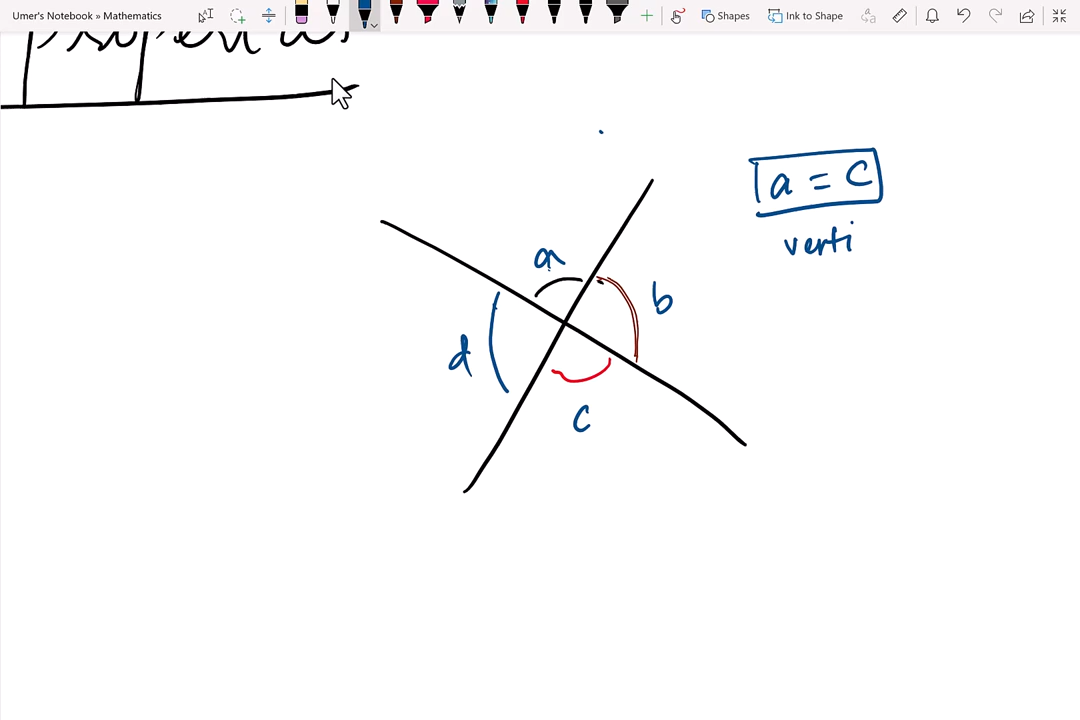 Umer's Notebook » Mathematics
Shapes
Ink to Shape
a = c
verti
a
b
d
c